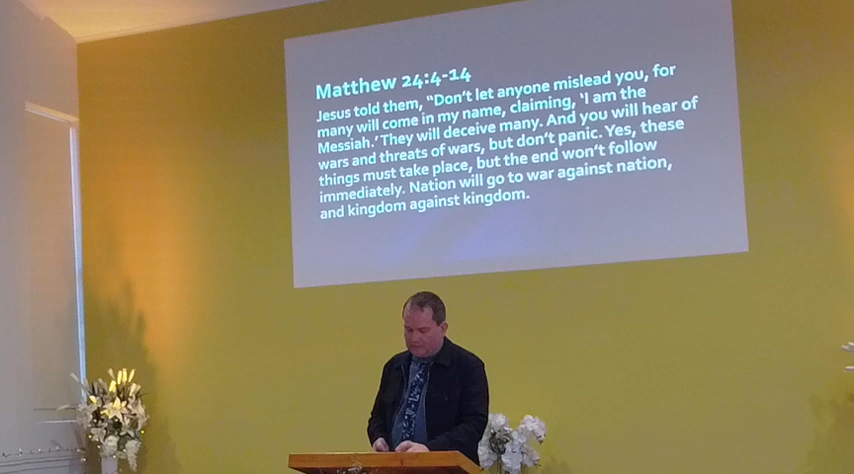 Matthew 24:4-14
Jesus told them, “Don’t let anyone mislead you, for
many will come in my name, claiming, ‘I am the
Messiah.’ They will deceive many. And you will hear of
wars and threats of wars, but don’t panic. Yes, these
things must take place, but the end won’t follow
immediately. Nation will go to war against nation,
and kingdom against kingdom.